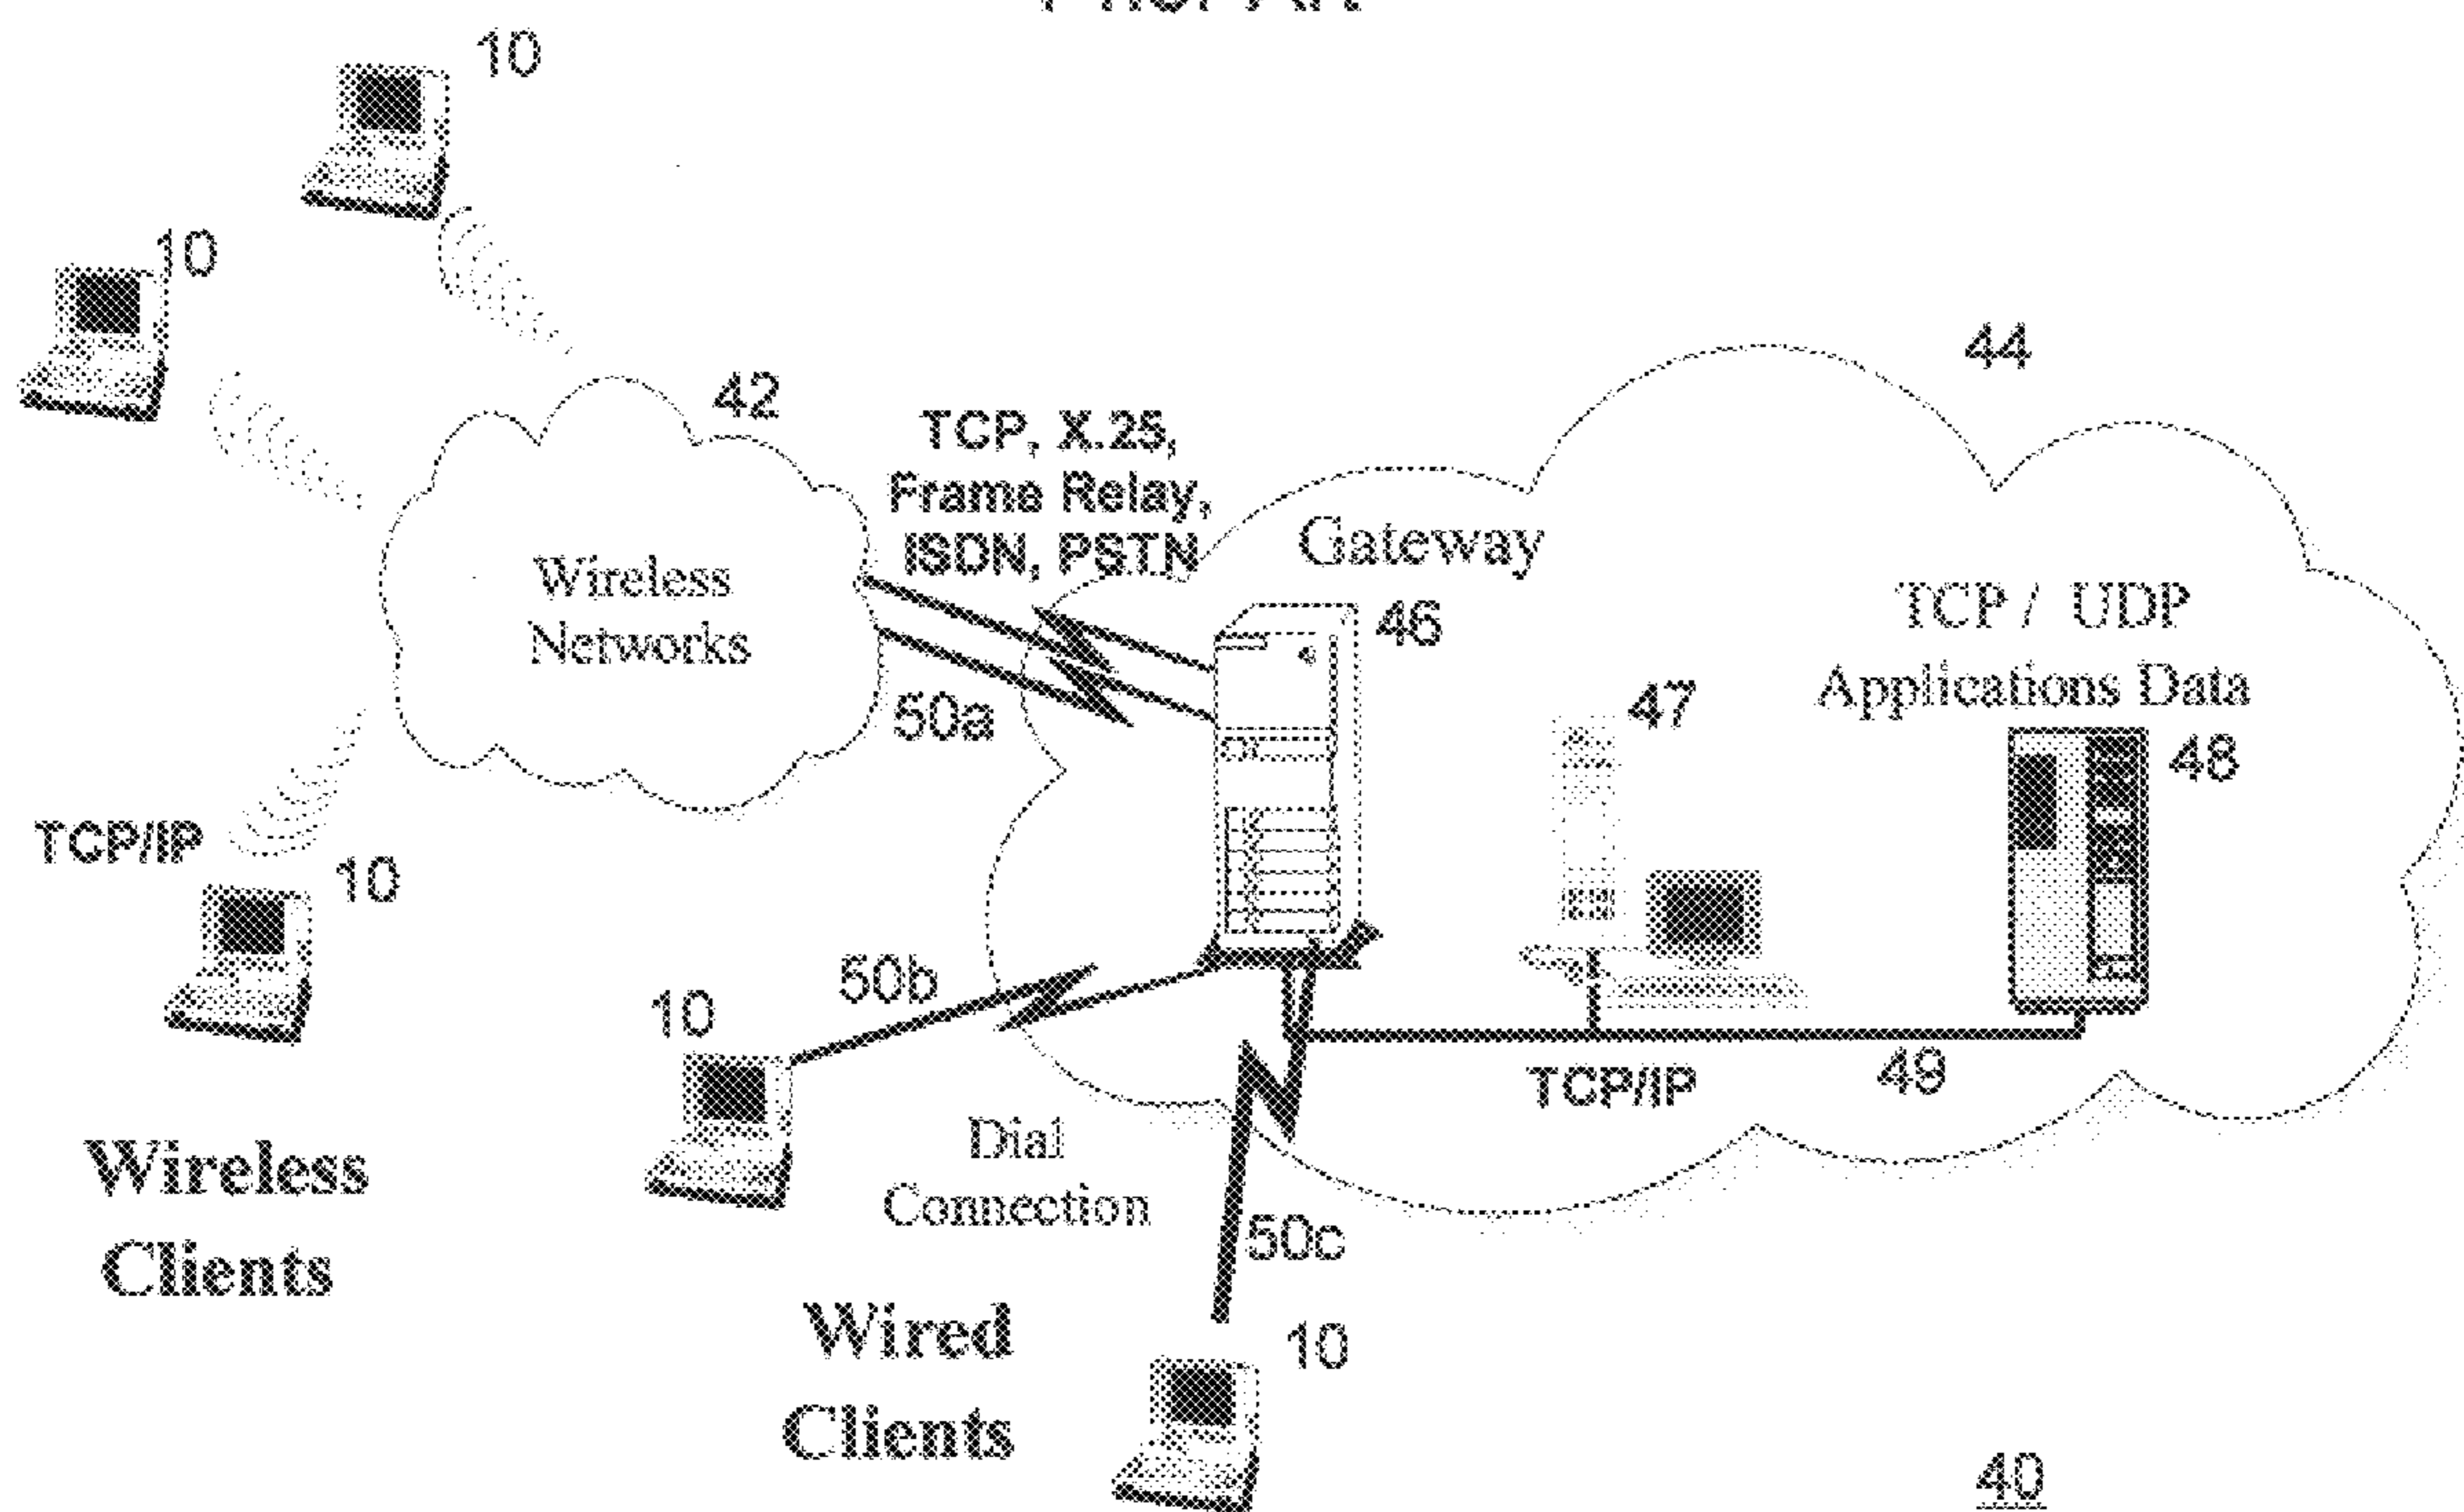 Prior Art
10
10
42
44
TCP, X.25,
Frame Relay,
ISDN, PSTN
Gateway
Wireless
Networks
46
TCP / UDP
Applications Data
50a
47
48
TCP/IP
10
50b
10
TCP/IP
49
Dial
Connection
Wireless
Clients
50c
Wired
Clients
10
40